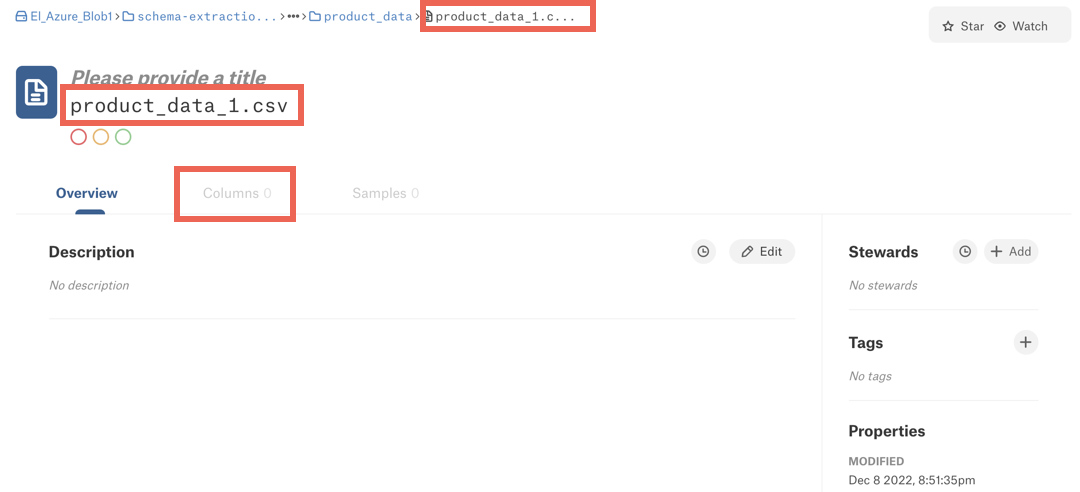 El_Azure_Blob1 > schema-extractio... > ••• > product_data > product_data_1.c...
Star Watch
Please provide a title
product_data_1.csv
Overview Columns 0 Samples 0
Description Edit
No description
Stewards + Add
No stewards
Tags +
No tags
Properties
MODIFIED
Dec 8 2022, 8:51:35pm